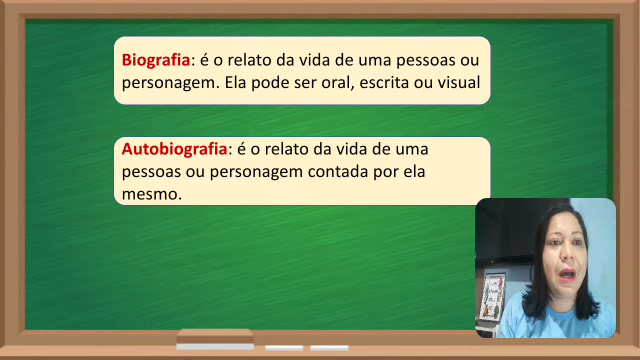 Biografia: é o relato da vida de uma pessoas ou
personagem. Ela pode ser oral, escrita ou visual
Autobiografia: é o relato da vida de uma
pessoas ou personagem contada por ela
mesmo.